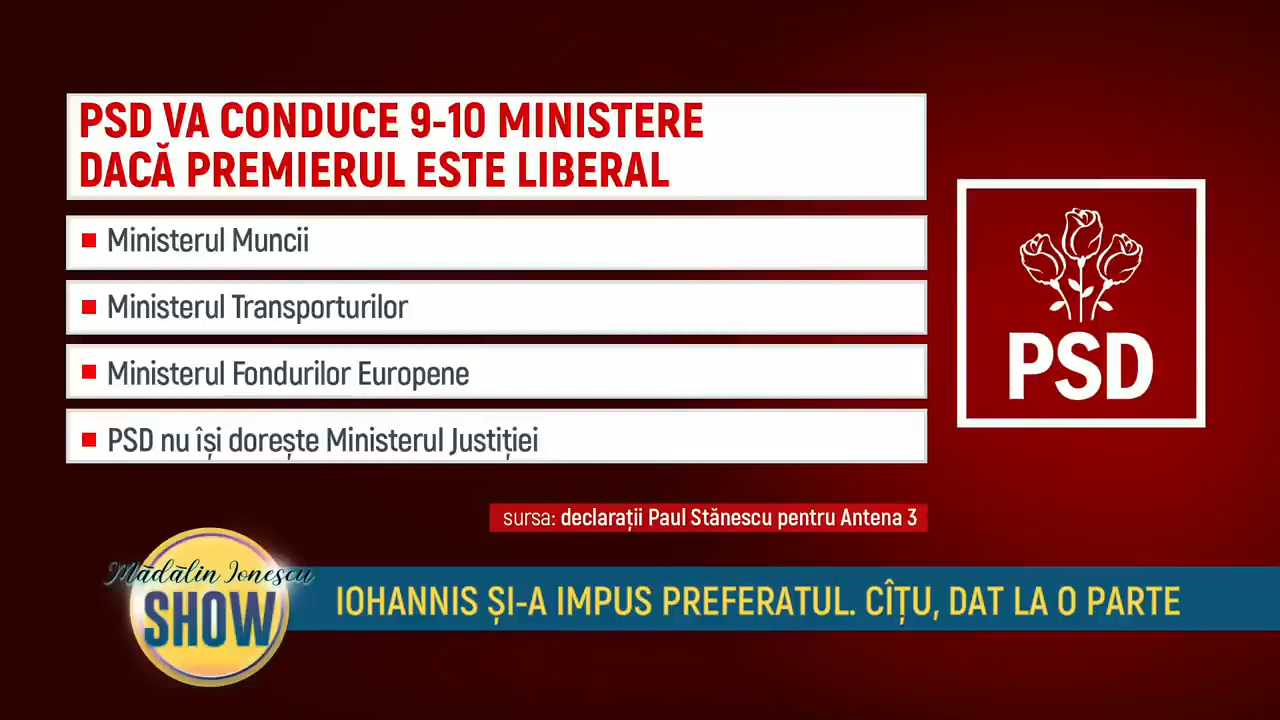 PSD VA CONDUCE 9-10 MINISTERE
DACĂ PREMIERUL ESTE LIBERAL
Ministerul Muncii
Ministerul Transporturilor
Ministerul Fondurilor Europene
PSD nu își dorește Ministerul Justiției
PSD
sursa: declarații Paul Stănescu pentru Antena 3
Mădălin Ionescu
SHOW
IOHANNIS ȘI-A IMPUS PREFERATUL. CÎȚU, DAT LA O PARTE